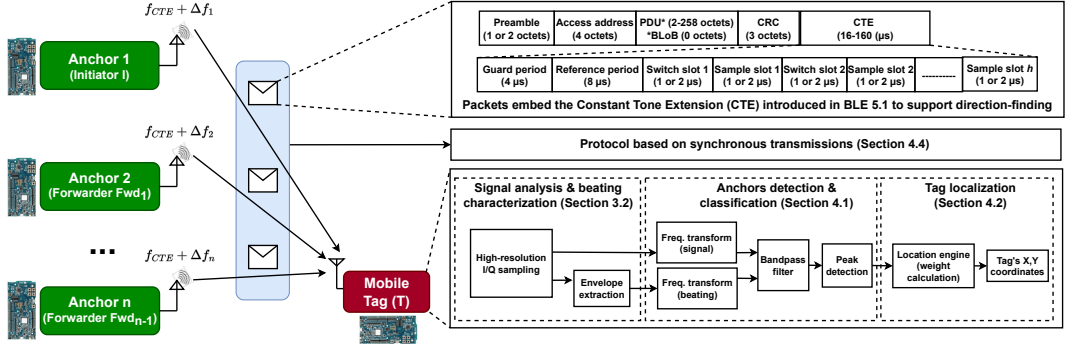 f_{CTE} + Δf_1
Anchor 1
(Initiator I)
f_{CTE} + Δf_2
Anchor 2
(Forwarder Fwd_1)
...
f_{CTE} + Δf_n
Anchor n
(Forwarder Fwd_{n-1})
Mobile
Tag (T)
Preamble
(1 or 2 octets)
Access address
(4 octets)
PDU* (2-258 octets)
*BLoB (0 octets)
CRC
(3 octets)
CTE
(16-160 (µs)
Guard period
(4 µs)
Reference period
(8 µs)
Switch slot 1
(1 or 2 µs)
Sample slot 1
(1 or 2 µs)
Switch slot 2
(1 or 2 µs)
Sample slot 2
(1 or 2 µs)
----------
Sample slot h
(1 or 2 µs)
Packets embed the Constant Tone Extension (CTE) introduced in BLE 5.1 to support direction-finding
Protocol based on synchronous transmissions (Section 4.4)
Signal analysis & beating
characterization (Section 3.2)
High-resolution
I/Q sampling
Envelope
extraction
Anchors detection &
classification (Section 4.1)
Freq. transform
(signal)
Freq. transform
(beating)
Bandpass
filter
Peak
detection
Tag localization
(Section 4.2)
Location engine
(weight
calculation)
Tag's X,Y
coordinates